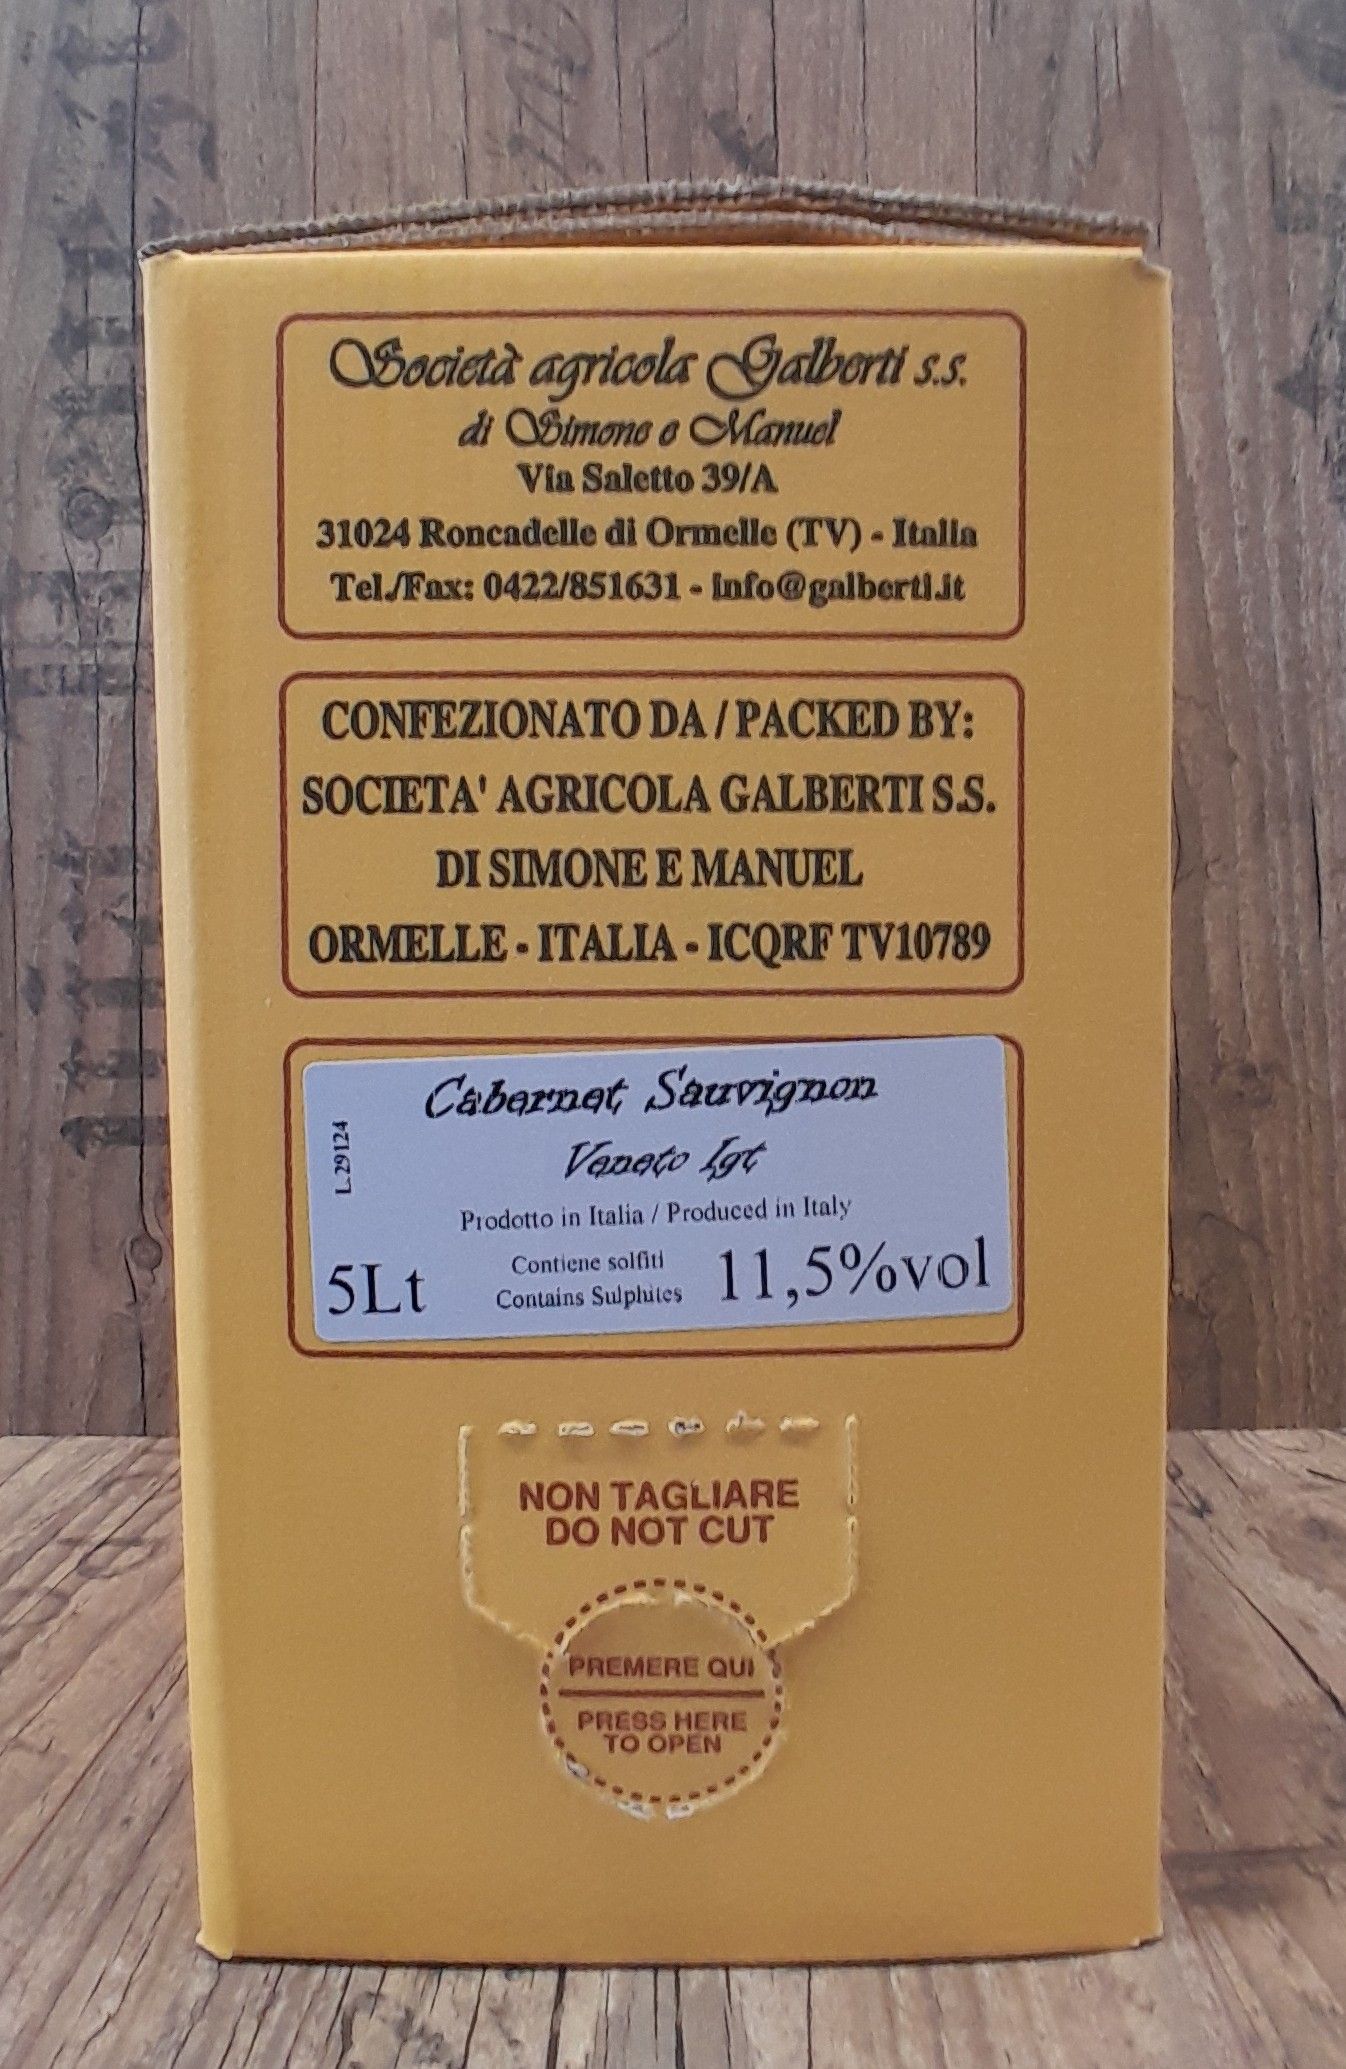 Società agricola Galberti s.s.
di Simone e Manuel
Via Saletto 39/A
31024 Roncadelle di Ormelle (TV) - Italia
Tel./Fax: 0422/851631 - info@galberti.it
CONFEZIONATO DA / PACKED BY:
SOCIETA' AGRICOLA GALBERTI S.S.
DI SIMONE E MANUEL
ORMELLE - ITALIA - ICQRF TV10789
Cabernet Sauvignon
Veneto Igt
L.29124
Prodotto in Italia / Produced in Italy
5Lt
Contiene solfiti
Contains Sulphites
11,5%vol
NON TAGLIARE
DO NOT CUT
PREMERE QUI
PRESS HERE
TO OPEN